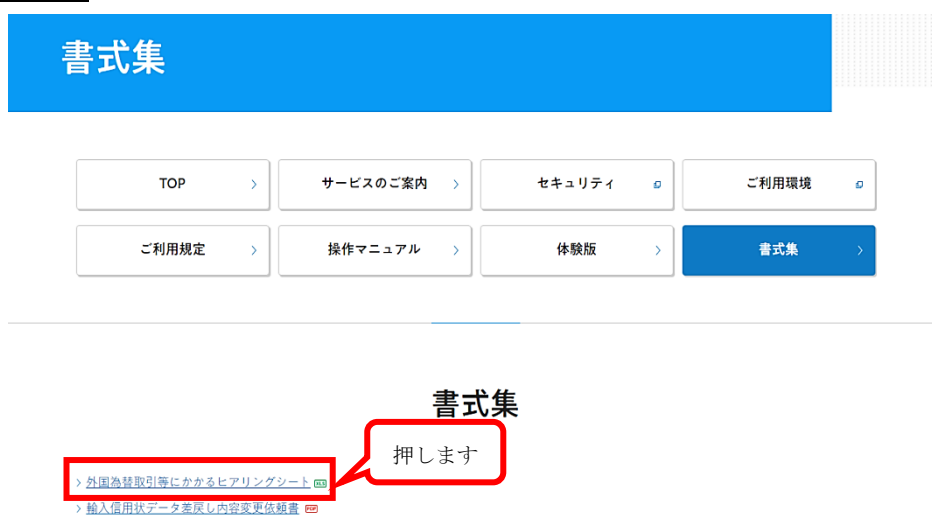 書式集
TOP
サービスのご案内
セキュリティ
ご利用環境
ご利用規定
操作マニュアル
体験版
書式集
書式集
押します
外国為替取引等にかかるヒアリングシート XLS
輸入信用状データ差戻し内容変更依頼書 PDF